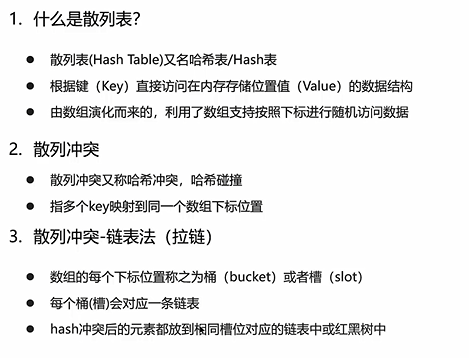 1. 什么是散列表?
● 散列表(Hash Table)又名哈希表/Hash表
● 根据键（Key）直接访问在内存存储位置值（Value）的数据结构
● 由数组演化而来的，利用了数组支持按照下标进行随机访问数据
2. 散列冲突
● 散列冲突又称哈希冲突，哈希碰撞
● 指多个key映射到同一个数组下标位置
3. 散列冲突-链表法（拉链）
● 数组的每个下标位置称之为桶（bucket）或者槽（slot）
● 每个桶(槽)会对应一条链表
● hash冲突后的元素都放到相同槽位对应的链表中或红黑树中